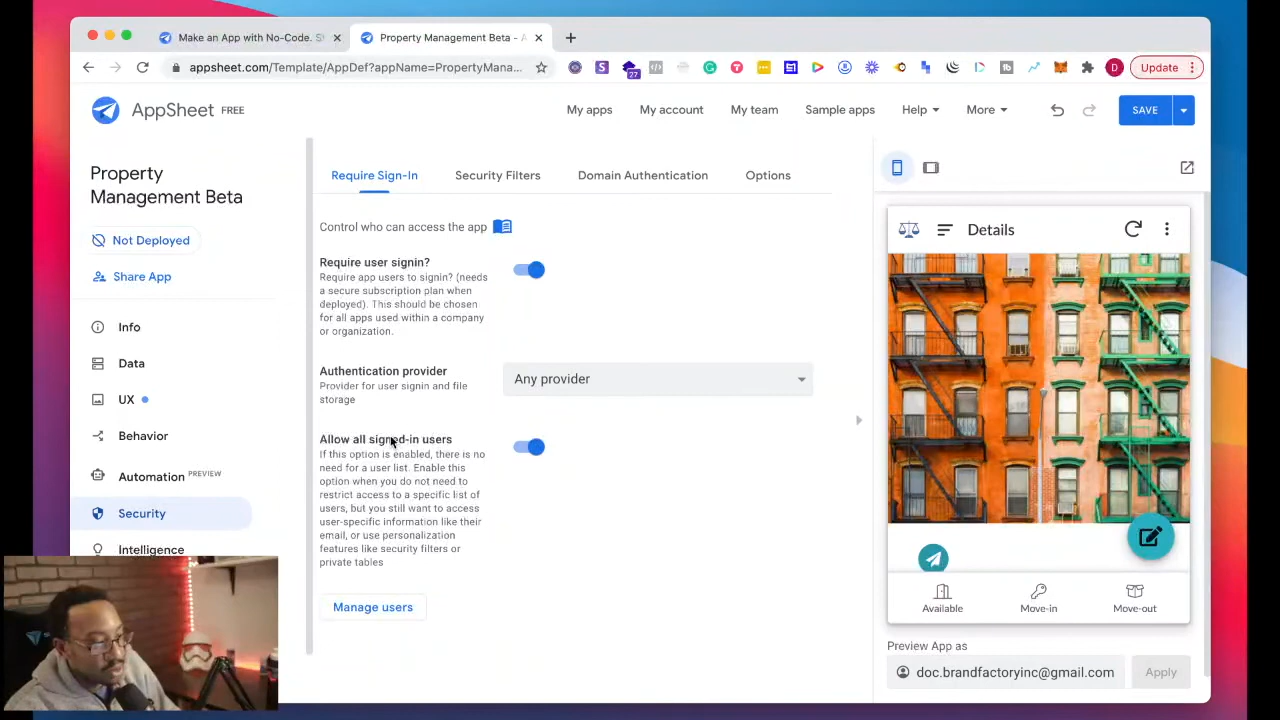 Make an App with No-Code. S
Property Management Beta - A
appsheet.com/Template/AppDef?appName=PropertyMana...
27
D
Update
AppSheet FREE
My apps
My account
My team
Sample apps
Help
More
SAVE
Property
Management Beta
Not Deployed
Share App
Info
Data
UX
Behavior
Automation PREVIEW
Security
Intelligence
Require Sign-In
Security Filters
Domain Authentication
Options
Control who can access the app
Require user signin?
Require app users to signin? (needs
a secure subscription plan when
deployed). This should be chosen
for all apps used within a company
or organization.
Authentication provider
Provider for user signin and file
storage
Any provider
Allow all signed-in users
If this option is enabled, there is no
need for a user list. Enable this
option when you do not need to
restrict access to a specific list of
users, but you still want to access
user-specific information like their
email, or use personalization
features like security filters or
private tables
Manage users
Details
Available
Move-in
Move-out
Preview App as
doc.brandfactoryinc@gmail.com
Apply